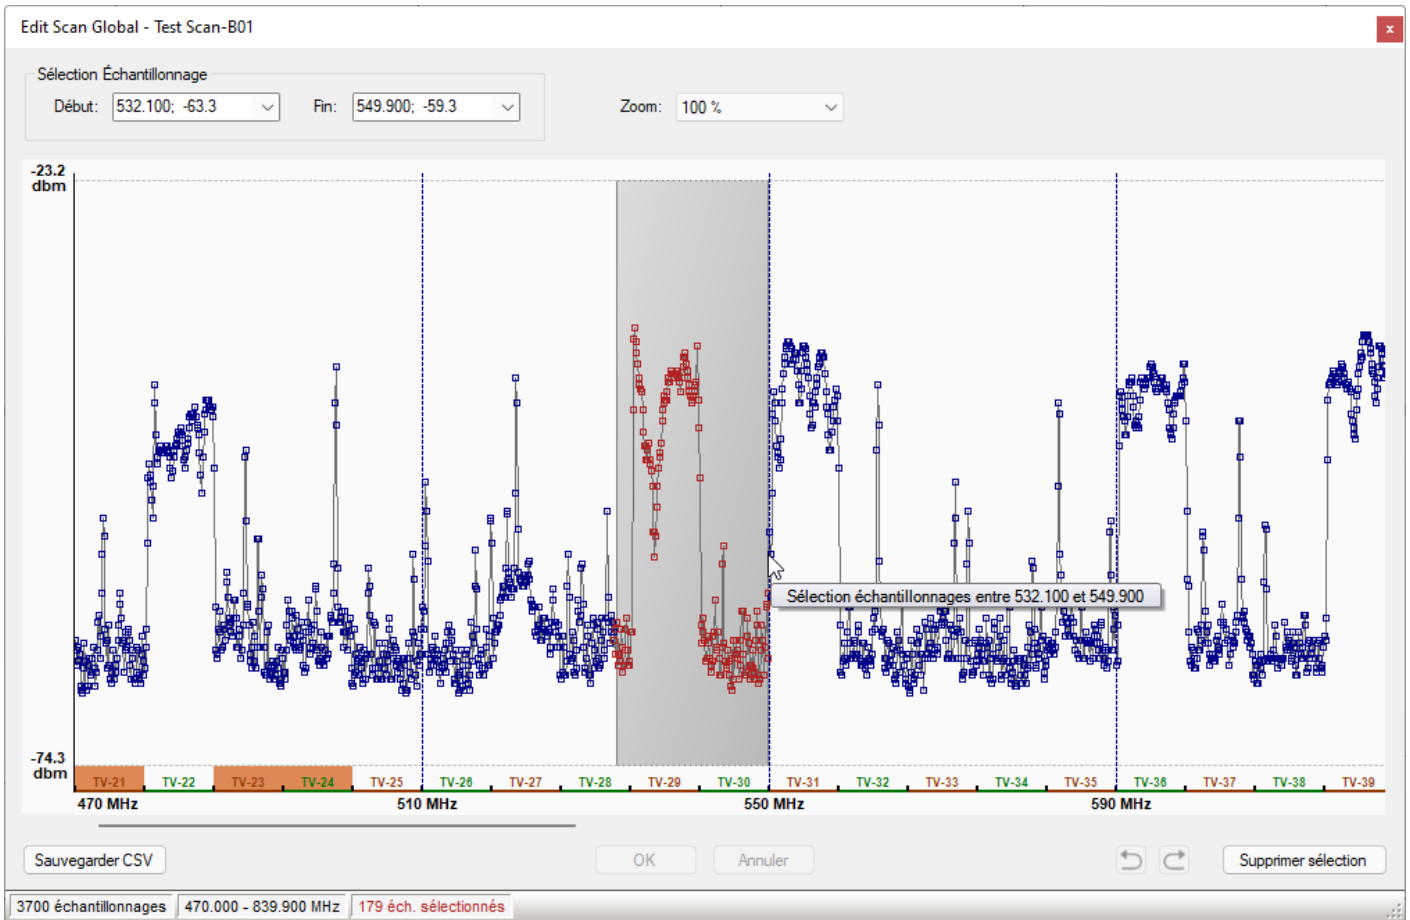 Edit Scan Global - Test Scan-B01
x
Sélection Échantillonnage
Début: 532.100; -63.3 Fin: 549.900; -59.3 Zoom: 100 %
-23.2
dbm
Sélection échantillonnages entre 532.100 et 549.900
-74.3
dbm
TV-21 TV-22 TV-23 TV-24 TV-25 TV-26 TV-27 TV-28 TV-29 TV-30 TV-31 TV-32 TV-33 TV-34 TV-35 TV-36 TV-37 TV-38 TV-39
470 MHz 510 MHz 550 MHz 590 MHz
Sauvegarder CSV OK Annuler Supprimer sélection
3700 échantillonnages 470.000 - 839.900 MHz 179 éch. sélectionnés